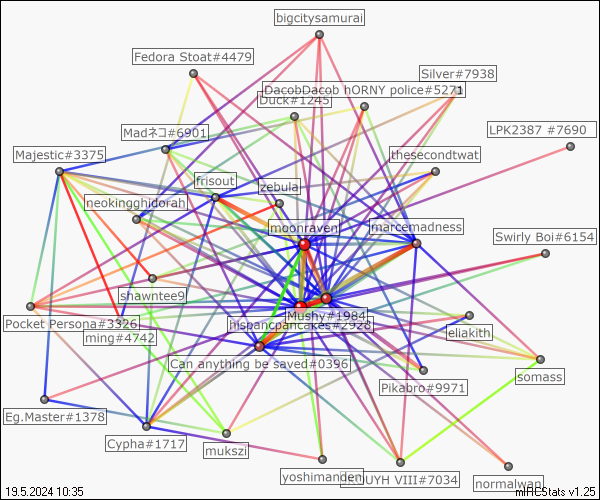 bigcitysamurai
Fedora Stoat#4479
Silver#7938
DacobDacob hORNY police#5271
Duck#1245
Madネコ#6901
LPK2387 #7690
Majestic#3375
thesecondtwat
frisout
zebula
neokingghidorah
moonraven
marcemadness
Swirly Boi#6154
shawntee9
Mushy#1984
Pocket Persona#3326
hispancpancakes#2928
ming#4742
eliakith
Can anything be saved#0396
somass
Pikabro#9971
Eg.Master#1378
Cypha#1717
mukszi
yoshimanden
OUYH VIII#7034
normalwan
19.5.2024 10:35
mIRCStats v1.25